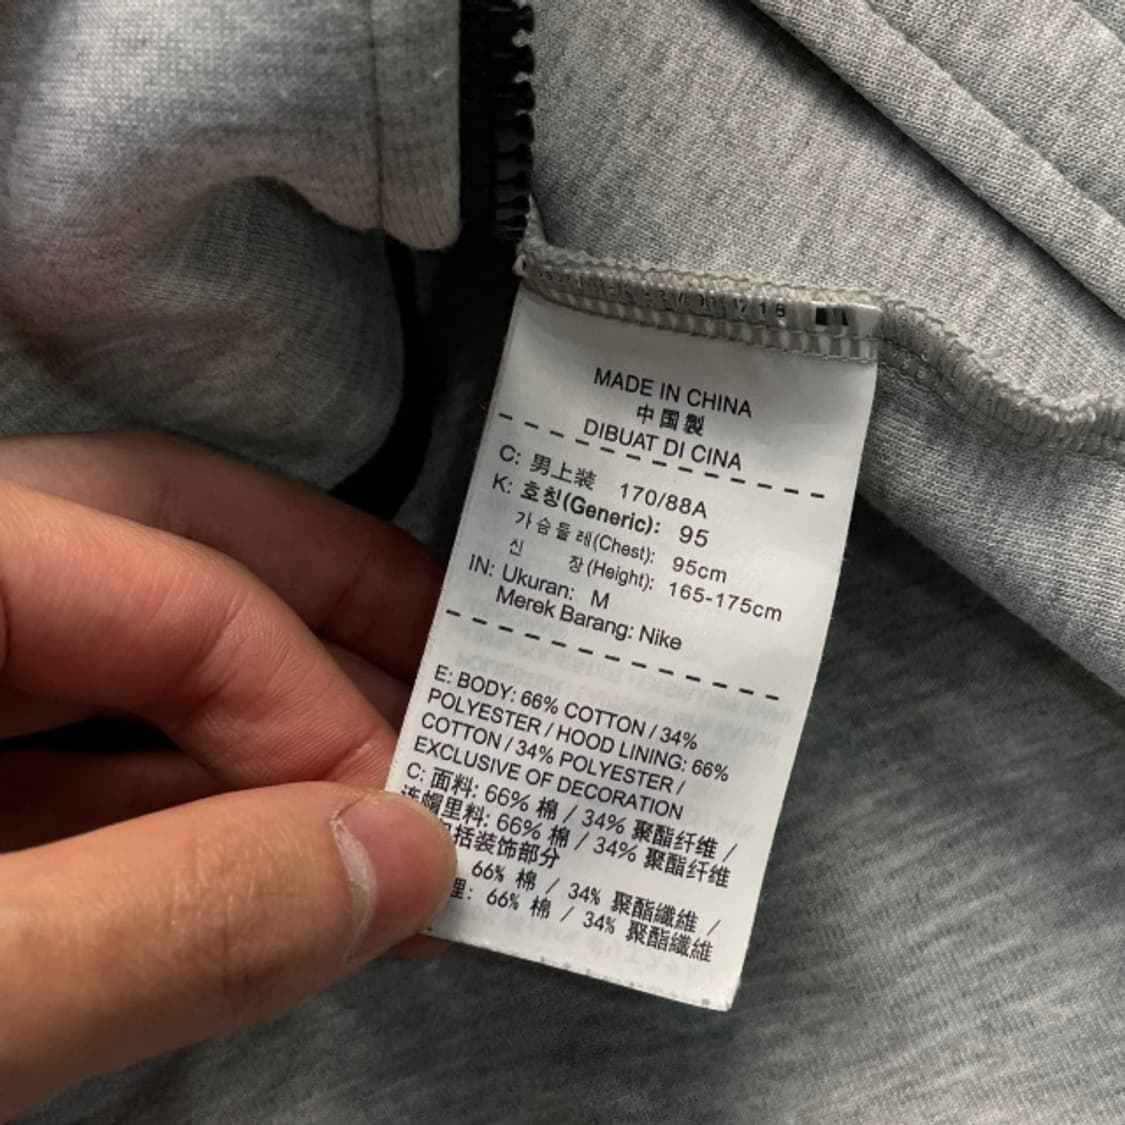 MADE IN CHINA
中国製
DIBUAT DI CINA
C: 男上装 170/88A
K: 호칭(Generic): 95
가슴둘레(Chest): 95cm
신 장(Height): 165-175cm
IN: Ukuran: M
Merek Barang: Nike
E: BODY: 66% COTTON / 34%
POLYESTER / HOOD LINING: 66%
COTTON / 34% POLYESTER /
EXCLUSIVE OF DECORATION
C: 面料: 66% 棉 / 34% 聚酯纤维 /
连帽里料: 66% 棉 / 34% 聚酯纤维
括装饰部分
66% 棉 / 34% 聚酯纖維 /
: 66% 棉 / 34% 聚酯纖維